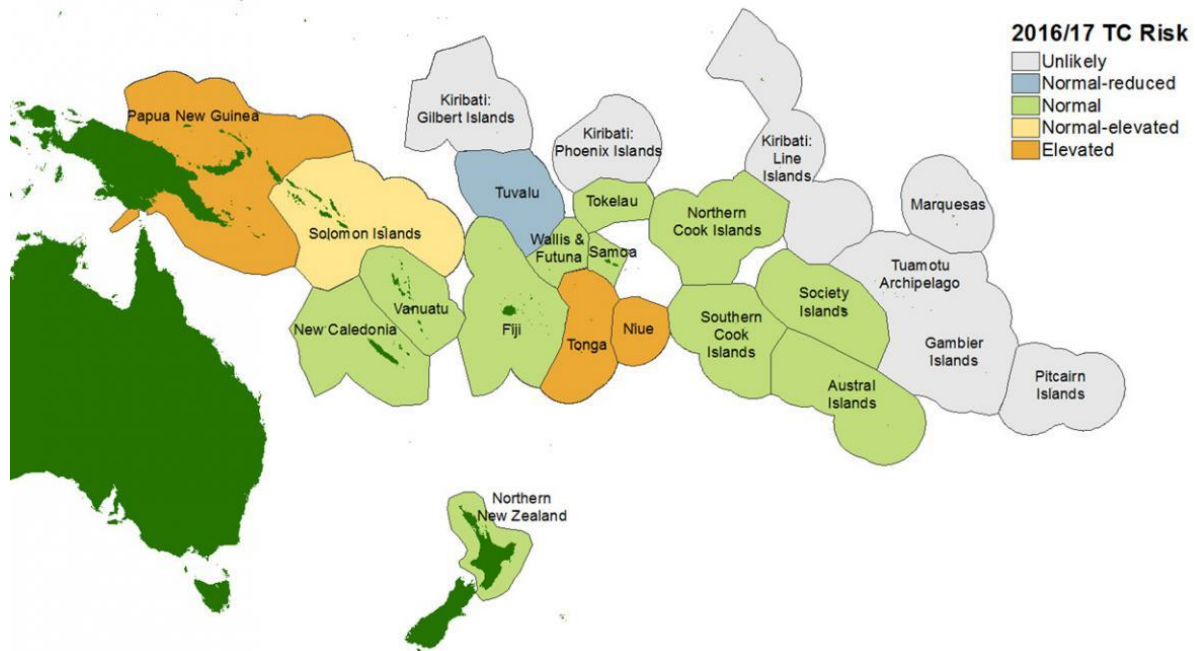 2016/17 TC Risk
Unlikely
Normal-reduced
Normal
Normal-elevated
Elevated
Papua New Guinea
Kiribati:
Gilbert Islands
Kiribati:
Phoenix Islands
Kiribati:
Line
Islands
Marquesas
Tuvalu
Tokelau
Northern
Cook Islands
Solomon Islands
Wallis &
Futuna
Samoa
Tuamotu
Archipelago
Society
Islands
New Caledonia
Vanuatu
Fiji
Tonga
Niue
Southern
Cook
Islands
Gambier
Islands
Austral
Islands
Pitcairn
Islands
Northern
New Zealand